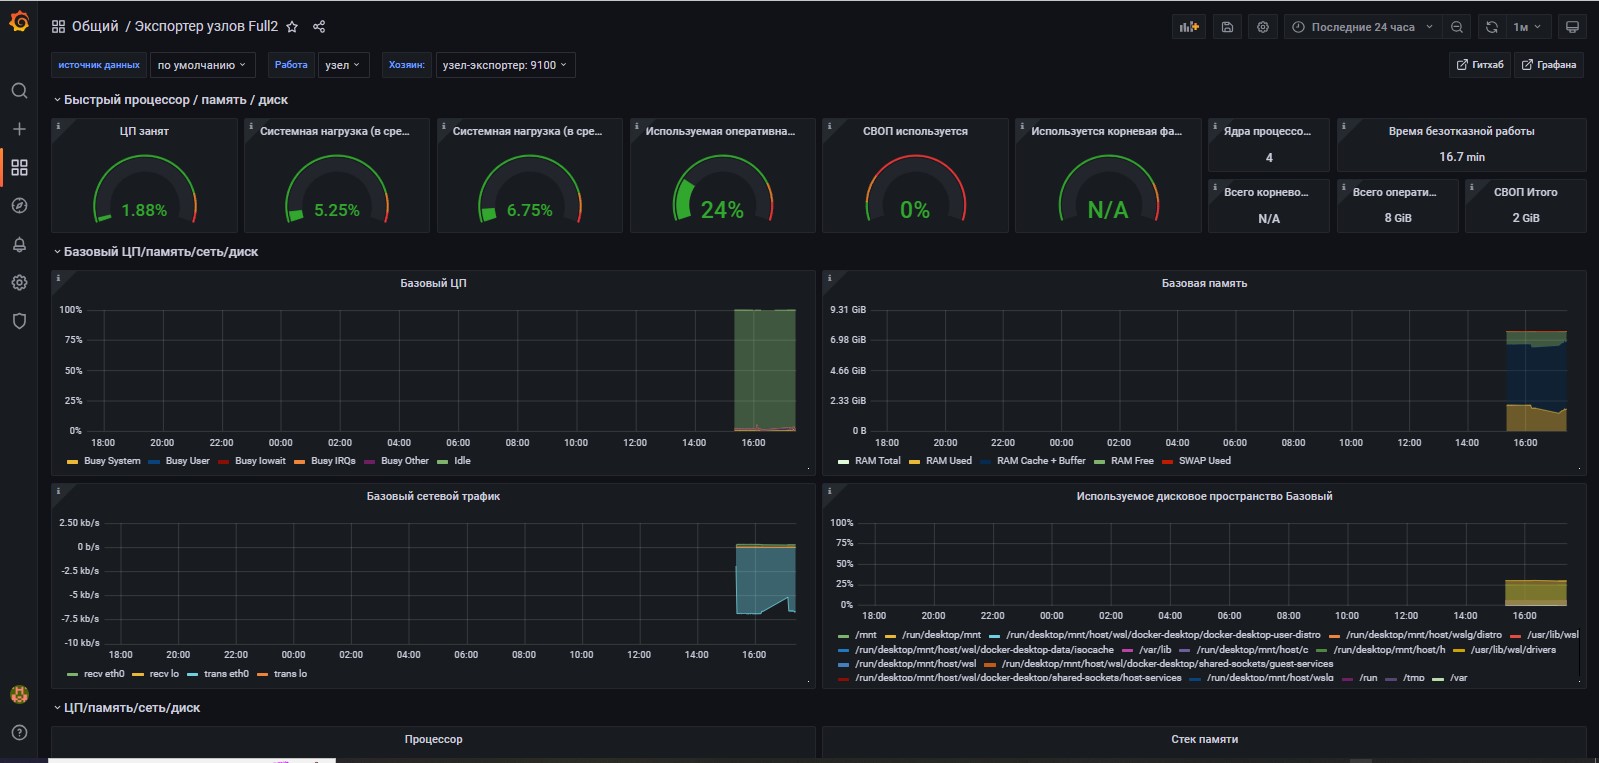 Общий / Экспортер узлов Full2
Последние 24 часа
1м
источник данных по умолчанию Работа узел Хозяин: узел-экспортер: 9100
Гитхаб Графана
Быстрый процессор / память / диск
ЦП занят
1.88%
Системная нагрузка (в сре...
5.25%
Системная нагрузка (в сре...
6.75%
Используемая оперативна...
24%
СВОП используется
0%
Используется корневая фа...
N/A
Ядра процессо...
4
Время безотказной работы
16.7 min
Всего корнево...
N/A
Всего операти...
8 GiB
СВОП Итого
2 GiB
Базовый ЦП/память/сеть/диск
Базовый ЦП
100%
75%
50%
25%
0%
18:00 20:00 22:00 00:00 02:00 04:00 06:00 08:00 10:00 12:00 14:00 16:00
Busy System Busy User Busy Iowait Busy IRQs Busy Other Idle
Базовая память
9.31 GiB
6.98 GiB
4.66 GiB
2.33 GiB
0 B
18:00 20:00 22:00 00:00 02:00 04:00 06:00 08:00 10:00 12:00 14:00 16:00
RAM Total RAM Used RAM Cache + Buffer RAM Free SWAP Used
Базовый сетевой трафик
2.50 kb/s
0 b/s
-2.5 kb/s
-5 kb/s
-7.5 kb/s
-10 kb/s
18:00 20:00 22:00 00:00 02:00 04:00 06:00 08:00 10:00 12:00 14:00 16:00
recv eth0 recv lo trans eth0 trans lo
Используемое дисковое пространство Базовый
100%
75%
50%
25%
0%
18:00 20:00 22:00 00:00 02:00 04:00 06:00 08:00 10:00 12:00 14:00 16:00
/mnt /run/desktop/mnt /run/desktop/mnt/host/wsl/docker-desktop/docker-desktop-user-distro /run/desktop/mnt/host/wslg/distro /usr/lib/wsl
/run/desktop/mnt/host/wsl/docker-desktop-data/isocache /var/lib /run/desktop/mnt/host/c /run/desktop/mnt/host/h /usr/lib/wsl/drivers
/run/desktop/mnt/host/wsl /run/desktop/mnt/host/wsl/docker-desktop/shared-sockets/guest-services
/run/desktop/mnt/host/wsl/docker-desktop/shared-sockets/host-services /run/desktop/mnt/host/wslg /run /tmp /var
ЦП/память/сеть/диск
Процессор
Стек памяти